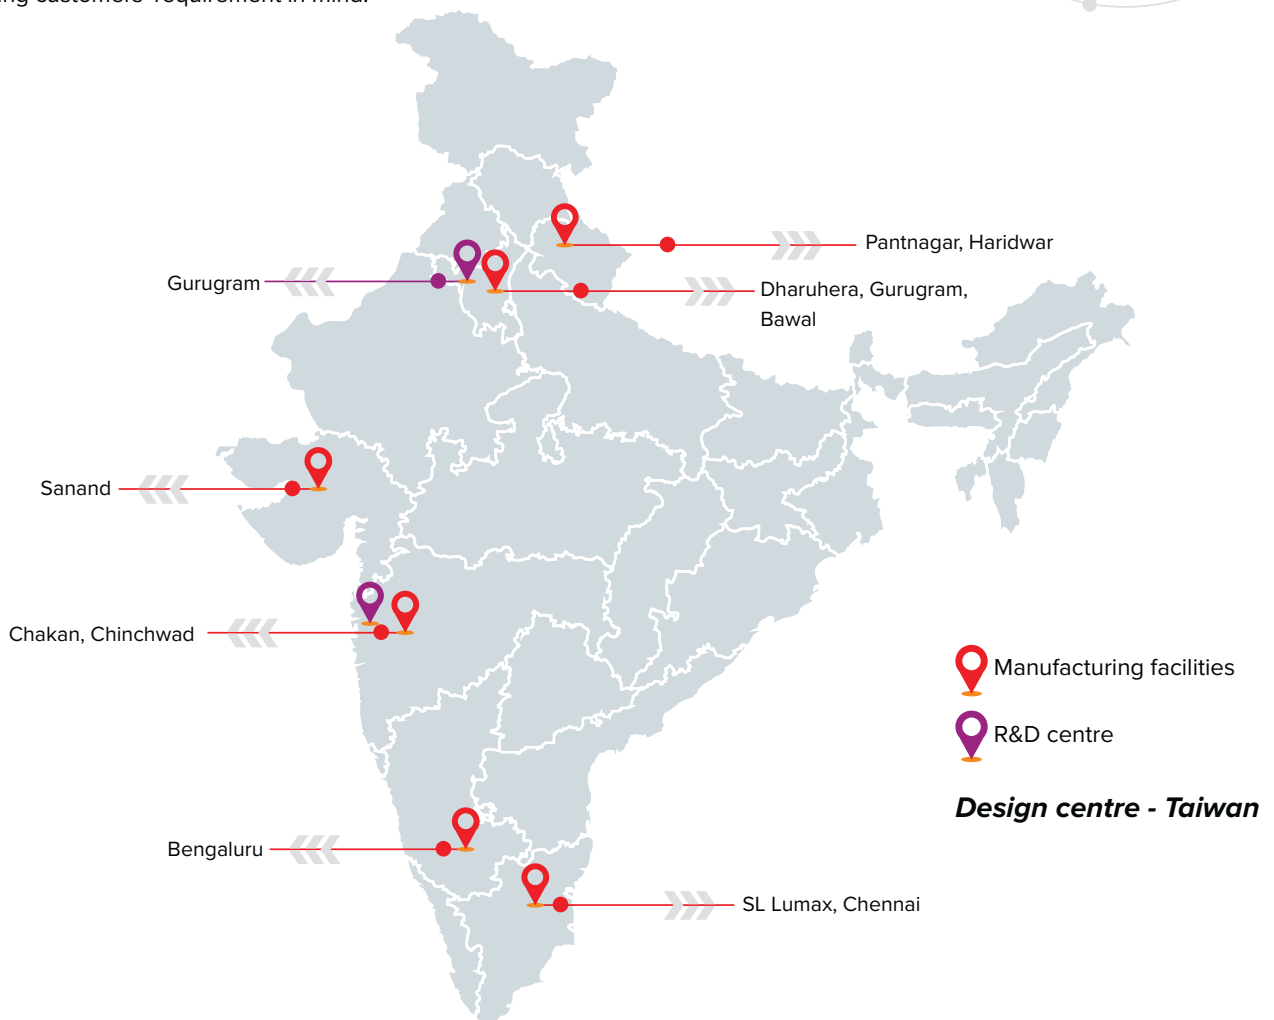 Pantnagar, Haridwar
Gurugram
Dharuhera, Gurugram,
Bawal
Sanand
Chakan, Chinchwad
Manufacturing facilities
R&D centre
Design centre - Taiwan
Bengaluru
SL Lumax, Chennai